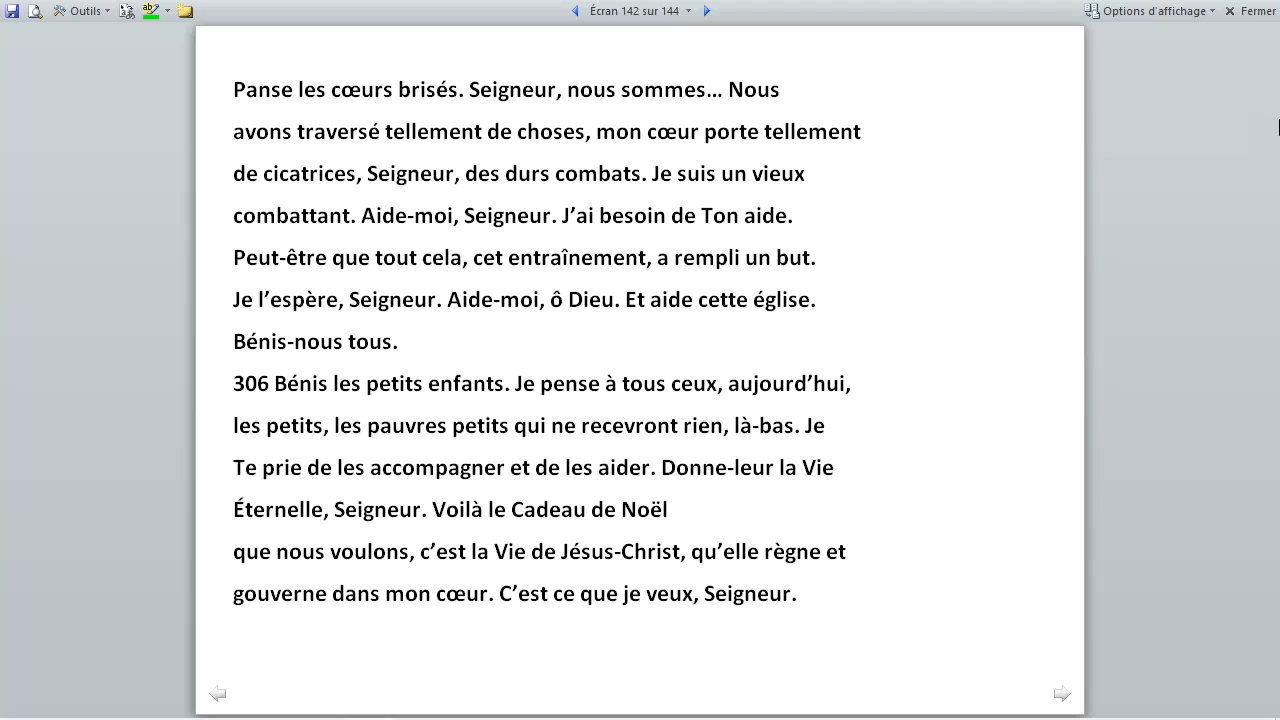 Outils
Écran 142 sur 144
Options d'affichage
Fermer
Panse les cœurs brisés. Seigneur, nous sommes… Nous
avons traversé tellement de choses, mon cœur porte tellement
de cicatrices, Seigneur, des durs combats. Je suis un vieux
combattant. Aide-moi, Seigneur. J’ai besoin de Ton aide.
Peut-être que tout cela, cet entraînement, a rempli un but.
Je l’espère, Seigneur. Aide-moi, ô Dieu. Et aide cette église.
Bénis-nous tous.
306 Bénis les petits enfants. Je pense à tous ceux, aujourd’hui,
les petits, les pauvres petits qui ne recevront rien, là-bas. Je
Te prie de les accompagner et de les aider. Donne-leur la Vie
Éternelle, Seigneur. Voilà le Cadeau de Noël
que nous voulons, c’est la Vie de Jésus-Christ, qu’elle règne et
gouverne dans mon cœur. C’est ce que je veux, Seigneur.